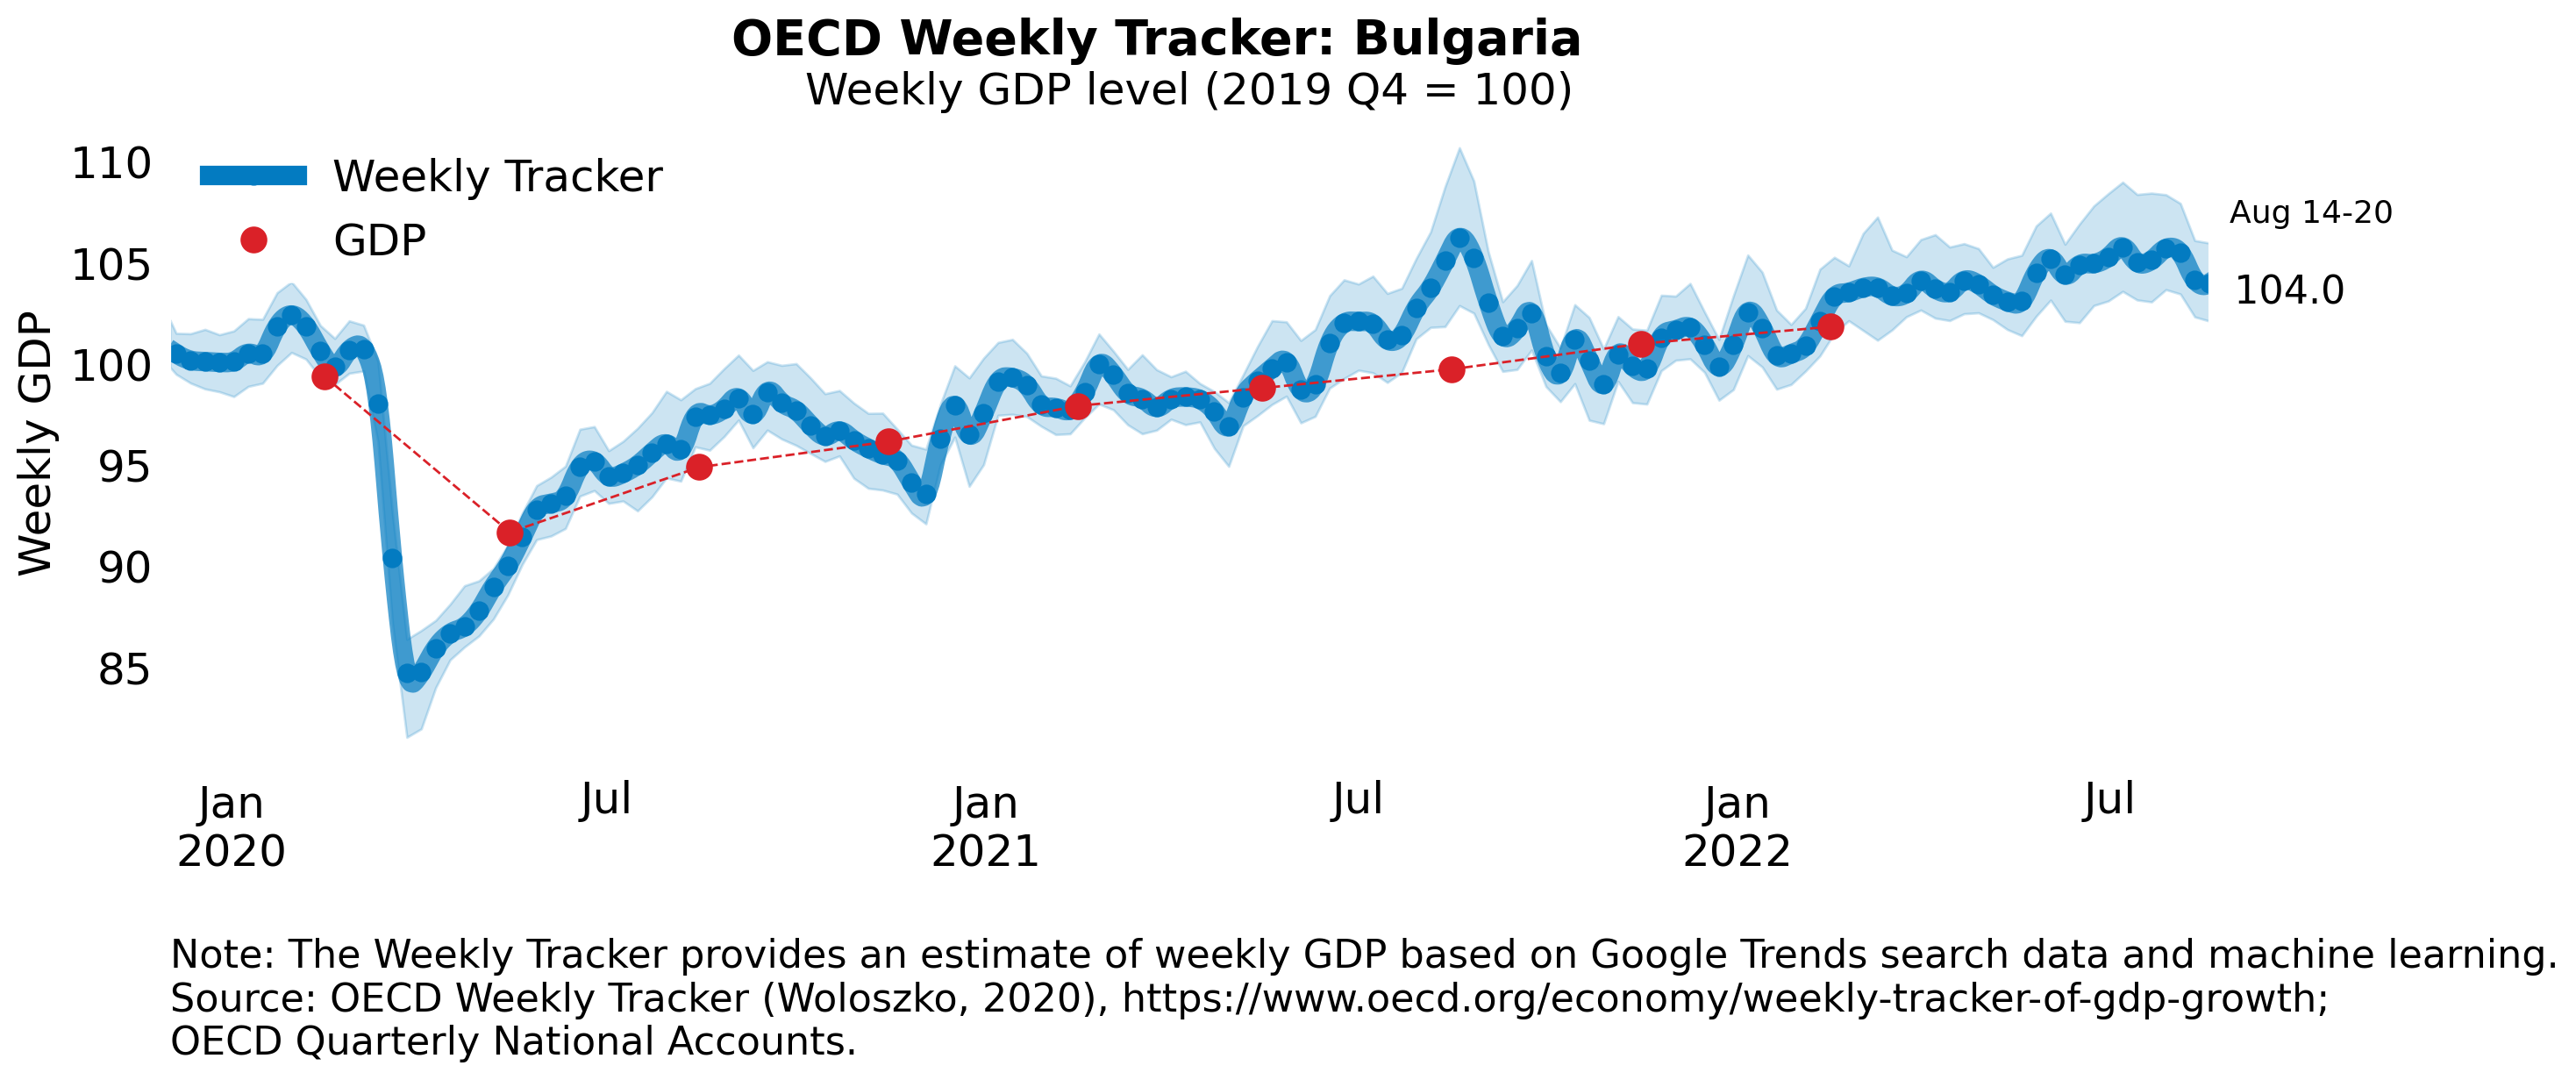 OECD Weekly Tracker: Bulgaria
Weekly GDP level (2019 Q4 = 100)
Weekly Tracker
GDP
Weekly GDP
110
105
100
95
90
85
Aug 14-20
104.0
Jan
2020
Jul
Jan
2021
Jul
Jan
2022
Jul
Note: The Weekly Tracker provides an estimate of weekly GDP based on Google Trends search data and machine learning.
Source: OECD Weekly Tracker (Woloszko, 2020), https://www.oecd.org/economy/weekly-tracker-of-gdp-growth;
OECD Quarterly National Accounts.